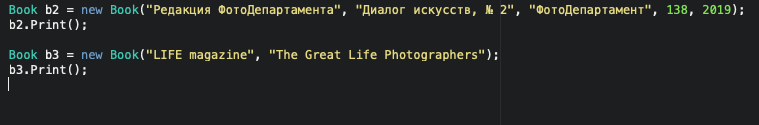 Book b2 = new Book("Редакция ФотоДепартамента", "Диалог искусств, № 2", "ФотоДепартамент", 138, 2019);
b2.Print();
Book b3 = new Book("LIFE magazine", "The Great Life Photographers");
b3.Print();